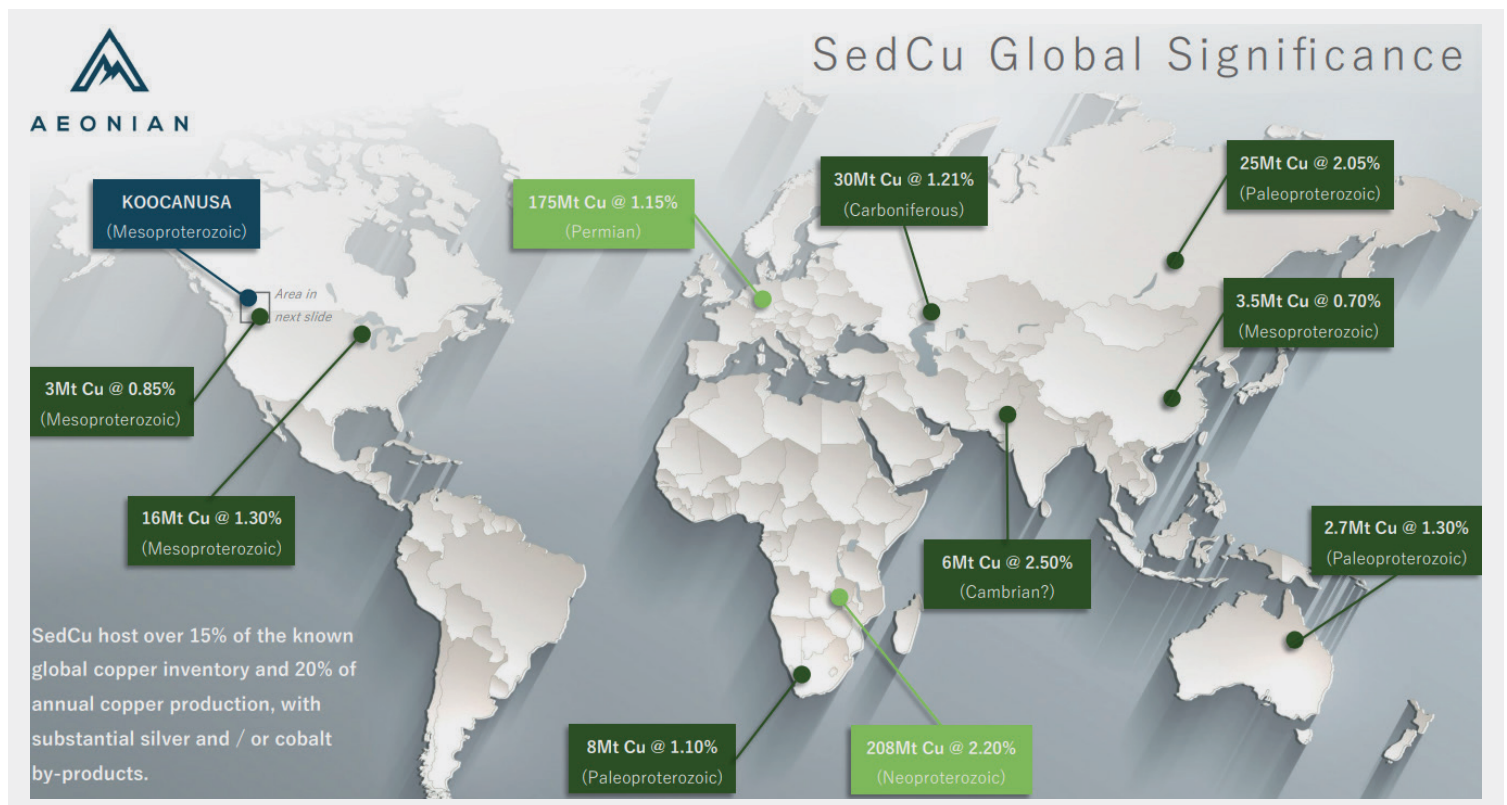 AEONIAN
SedCu Global Significance
KOOCANUSA
(Mesoproterozoic)
Area in
next slide
3Mt Cu @ 0.85%
(Mesoproterozoic)
16Mt Cu @ 1.30%
(Mesoproterozoic)
175Mt Cu @ 1.15%
(Permian)
30Mt Cu @ 1.21%
(Carboniferous)
25Mt Cu @ 2.05%
(Paleoproterozoic)
3.5Mt Cu @ 0.70%
(Mesoproterozoic)
6Mt Cu @ 2.50%
(Cambrian?)
2.7Mt Cu @ 1.30%
(Paleoproterozoic)
8Mt Cu @ 1.10%
(Paleoproterozoic)
208Mt Cu @ 2.20%
(Neoproterozoic)
SedCu host over 15% of the known
global copper inventory and 20% of
annual copper production, with
substantial silver and / or cobalt
by-products.